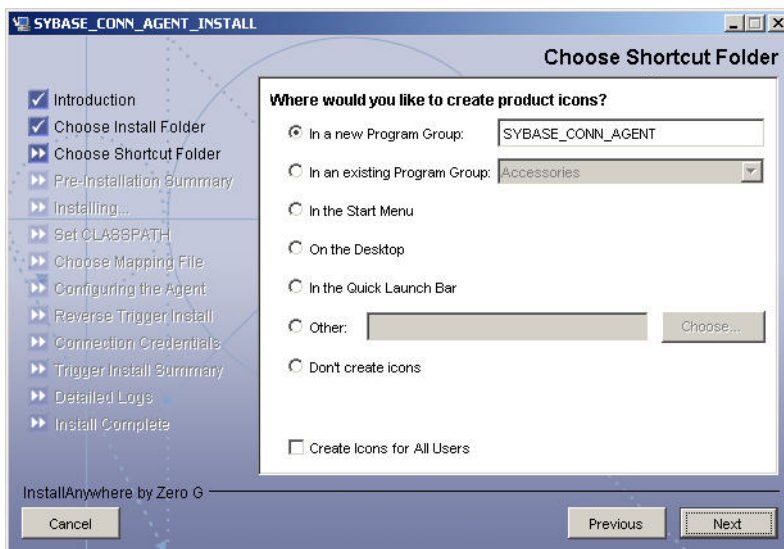 SYBASE_CONN_AGENT_INSTALL
Choose Shortcut Folder
Introduction
Choose Install Folder
Choose Shortcut Folder
Pre-Installation Summary
Installing...
Set CLASSPATH
Choose Mapping File
Configuring the Agent
Reverse Trigger Install
Connection Credentials
Trigger Install Summary
Detailed Logs
Install Complete
Where would you like to create product icons?
In a new Program Group: SYBASE_CONN_AGENT
In an existing Program Group: Accessories
In the Start Menu
On the Desktop
In the Quick Launch Bar
Other: Choose...
Don't create icons
Create Icons for All Users
InstallAnywhere by Zero G
Cancel Previous Next